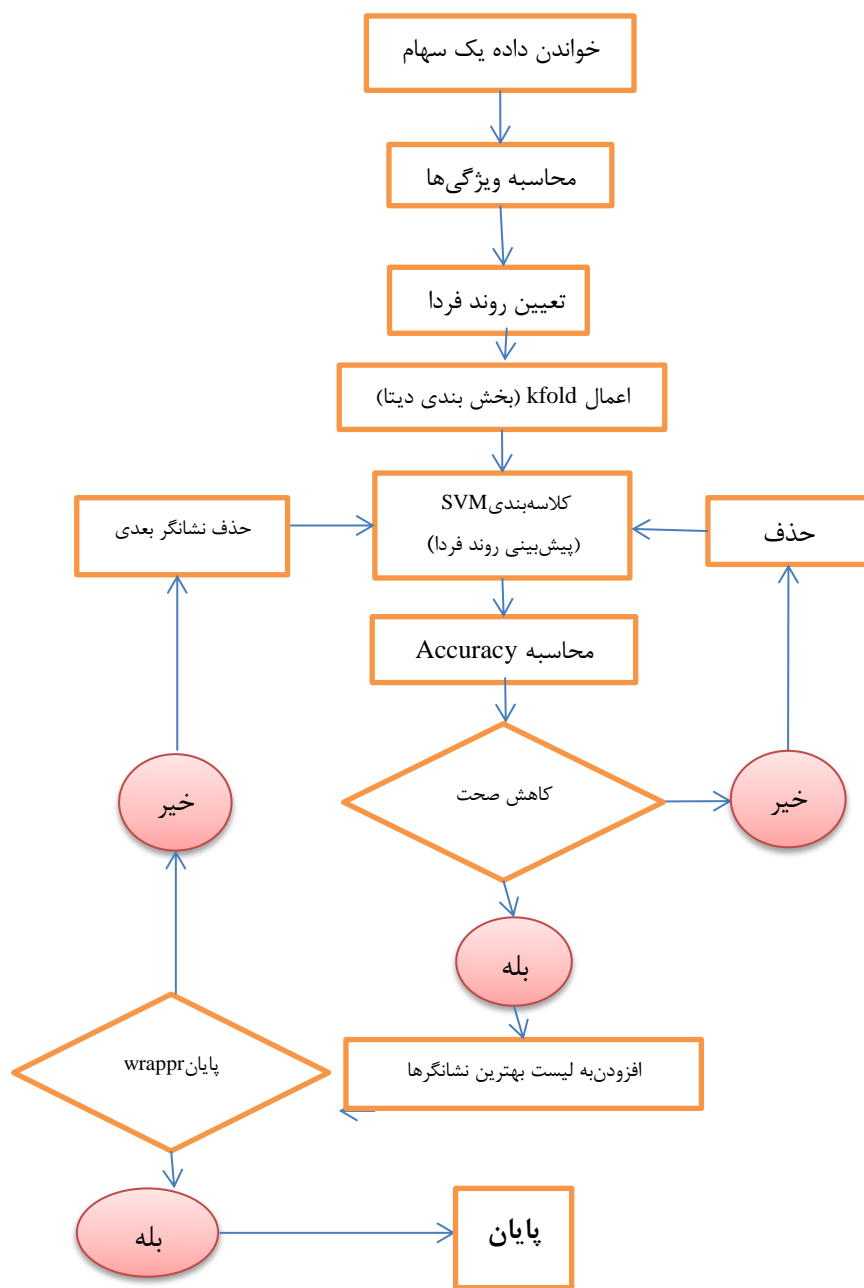 خواندن داده یک سهام
محاسبه ویژگی‌ها
تعیین روند فردا
اعمال kfold (بخش بندی دیتا)
کلاسه‌بندیSVM
(پیش‌بینی روند فردا)
حذف نشانگر بعدی
حذف
محاسبه Accuracy
کاهش صحت
خیر
خیر
بله
افزودن‌به لیست بهترین نشانگرها
پایانwrappr
بله
پایان